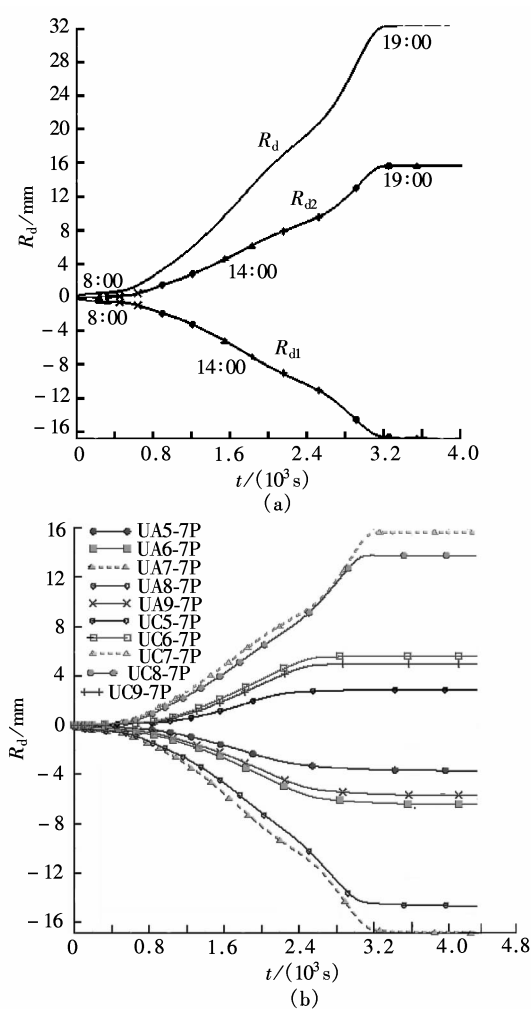 32
28
24
20
16
12
8
4
0
-4
-8
-12
-16
R_d/mm
19:00
R_d
19:00
R_d2
14:00
8:00
8:00
14:00
R_d1
0 0.8 1.6 2.4 3.2 4.0
t/(10³s)
(a)
16
12
8
4
0
-4
-8
-12
-16
R_d/mm
UA5-7P
UA6-7P
UA7-7P
UA8-7P
UA9-7P
UC5-7P
UC6-7P
UC7-7P
UC8-7P
UC9-7P
0 0.8 1.6 2.4 3.2 4.0 4.8
t/(10³s)
(b)